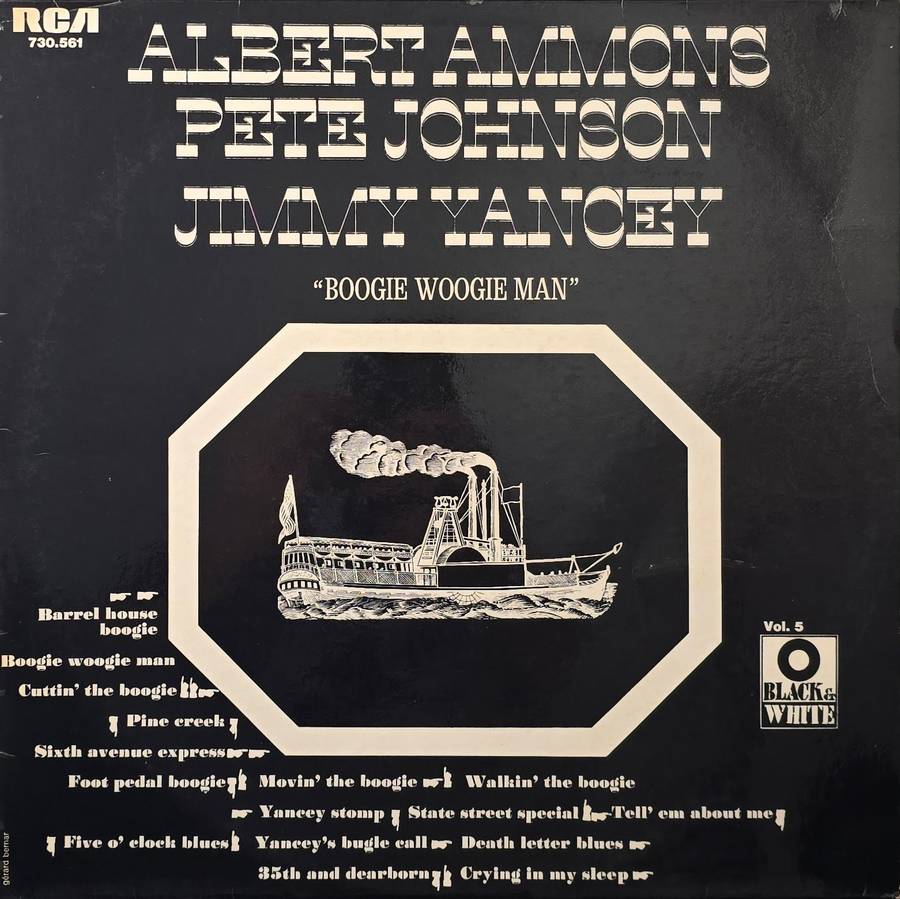 RCA
730.561
ALBERT AMMONS
PETE JOHNSON
JIMMY YANCEY
“BOOGIE WOOGIE MAN”
Barrel house
boogie
Boogie woogie man
Cuttin’ the boogie
Pine creek
Sixth avenue express
Foot pedal boogie Movin’ the boogie Walkin’ the boogie
Yancey stomp State street special Tell’ em about me
Five o’ clock blues Yancey’s bugle call Death letter blues
35th and dearborn Crying in my sleep
Vol. 5
BLACK &
WHITE
gérard bernar